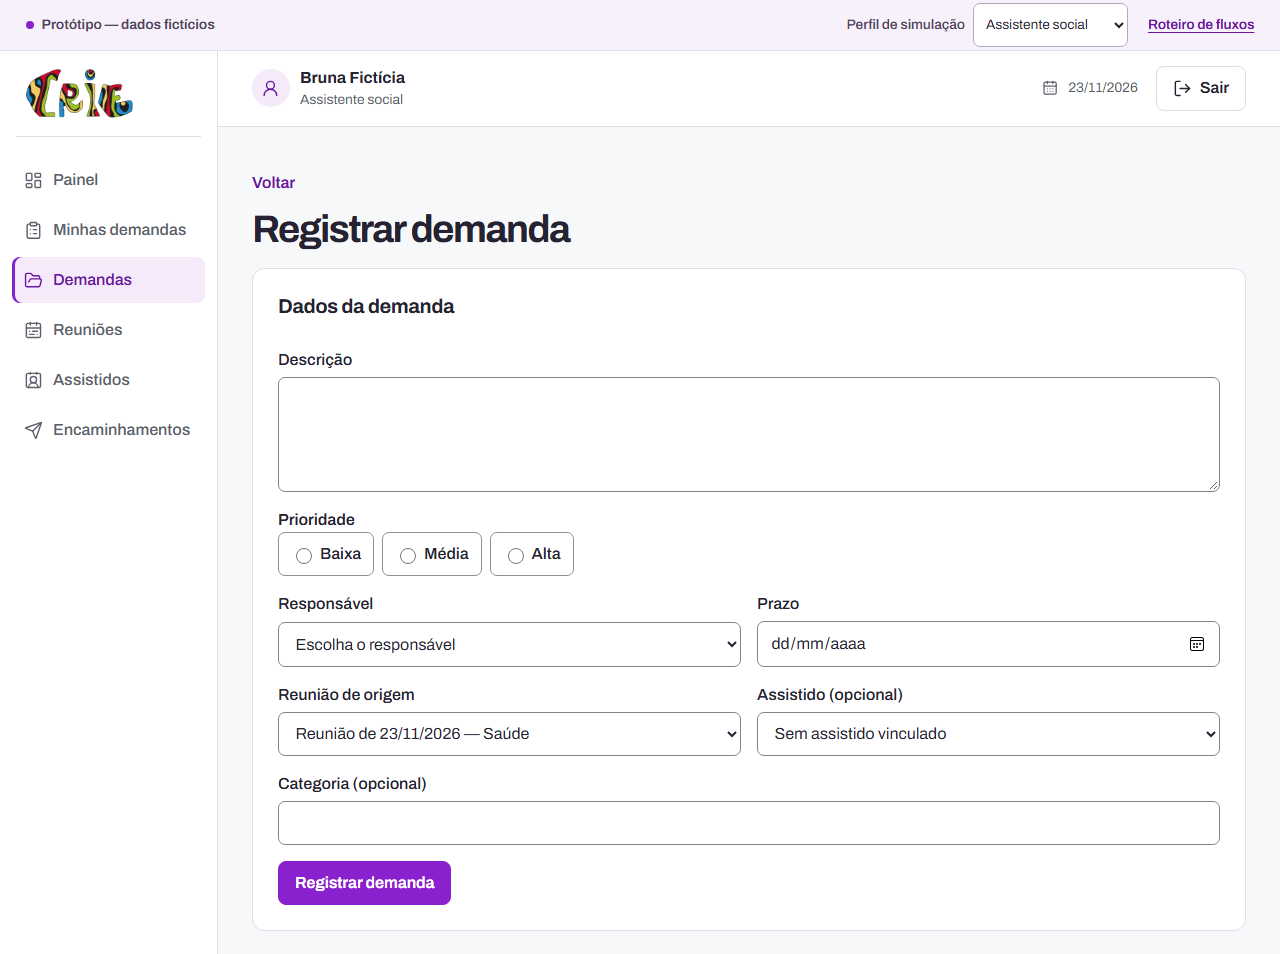 Protótipo — dados fictícios
Perfil de simulação
Assistente social
Roteiro de fluxos
Bruna Fictícia
Assistente social
23/11/2026
Sair
Painel
Minhas demandas
Demandas
Reuniões
Assistidos
Encaminhamentos
Voltar
Registrar demanda
Dados da demanda
Descrição
Prioridade
Baixa
Média
Alta
Responsável
Prazo
Escolha o responsável
dd/mm/aaaa
Reunião de origem
Assistido (opcional)
Reunião de 23/11/2026 — Saúde
Sem assistido vinculado
Categoria (opcional)
Registrar demanda